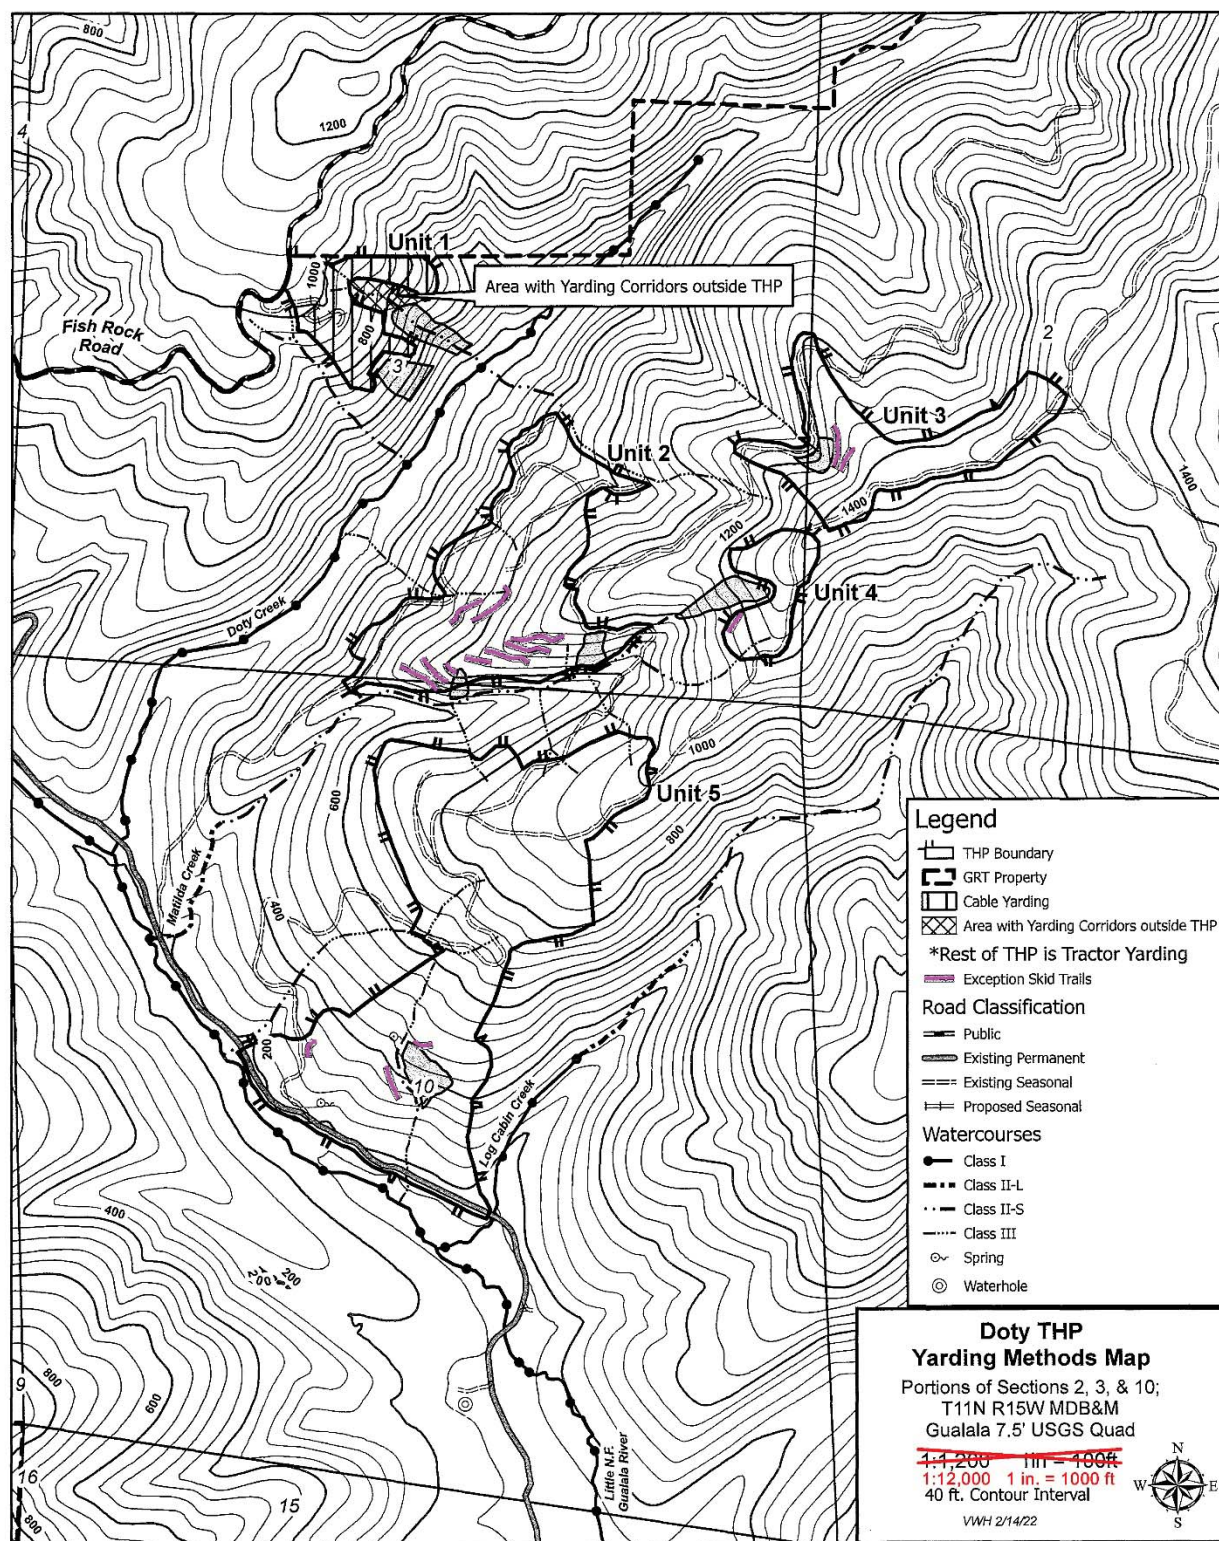 800
1200
4
Unit 1
1000
Area with Yarding Corridors outside THP
Fish Rock
Road
800
3
2
Unit 3
Unit 2
1400
1400
1200
Unit 4
Doty Creek
1000
600
Unit 5
800
Matilda Creek
400
200
10
Log Cabin Creek
400
200
200
800
9
600
16
15
800
Little N.F.
Gualala River
Legend
THP Boundary
GRT Property
Cable Yarding
Area with Yarding Corridors outside THP
*Rest of THP is Tractor Yarding
Exception Skid Trails
Road Classification
Public
Existing Permanent
Existing Seasonal
Proposed Seasonal
Watercourses
Class I
Class II-L
Class II-S
Class III
Spring
Waterhole
Doty THP
Yarding Methods Map
Portions of Sections 2, 3, & 10;
T11N R15W MDB&M
Gualala 7.5' USGS Quad
1:1,200 1in = 100ft
1:12,000 1 in. = 1000 ft
40 ft. Contour Interval
VWH 2/14/22
N
W E
S